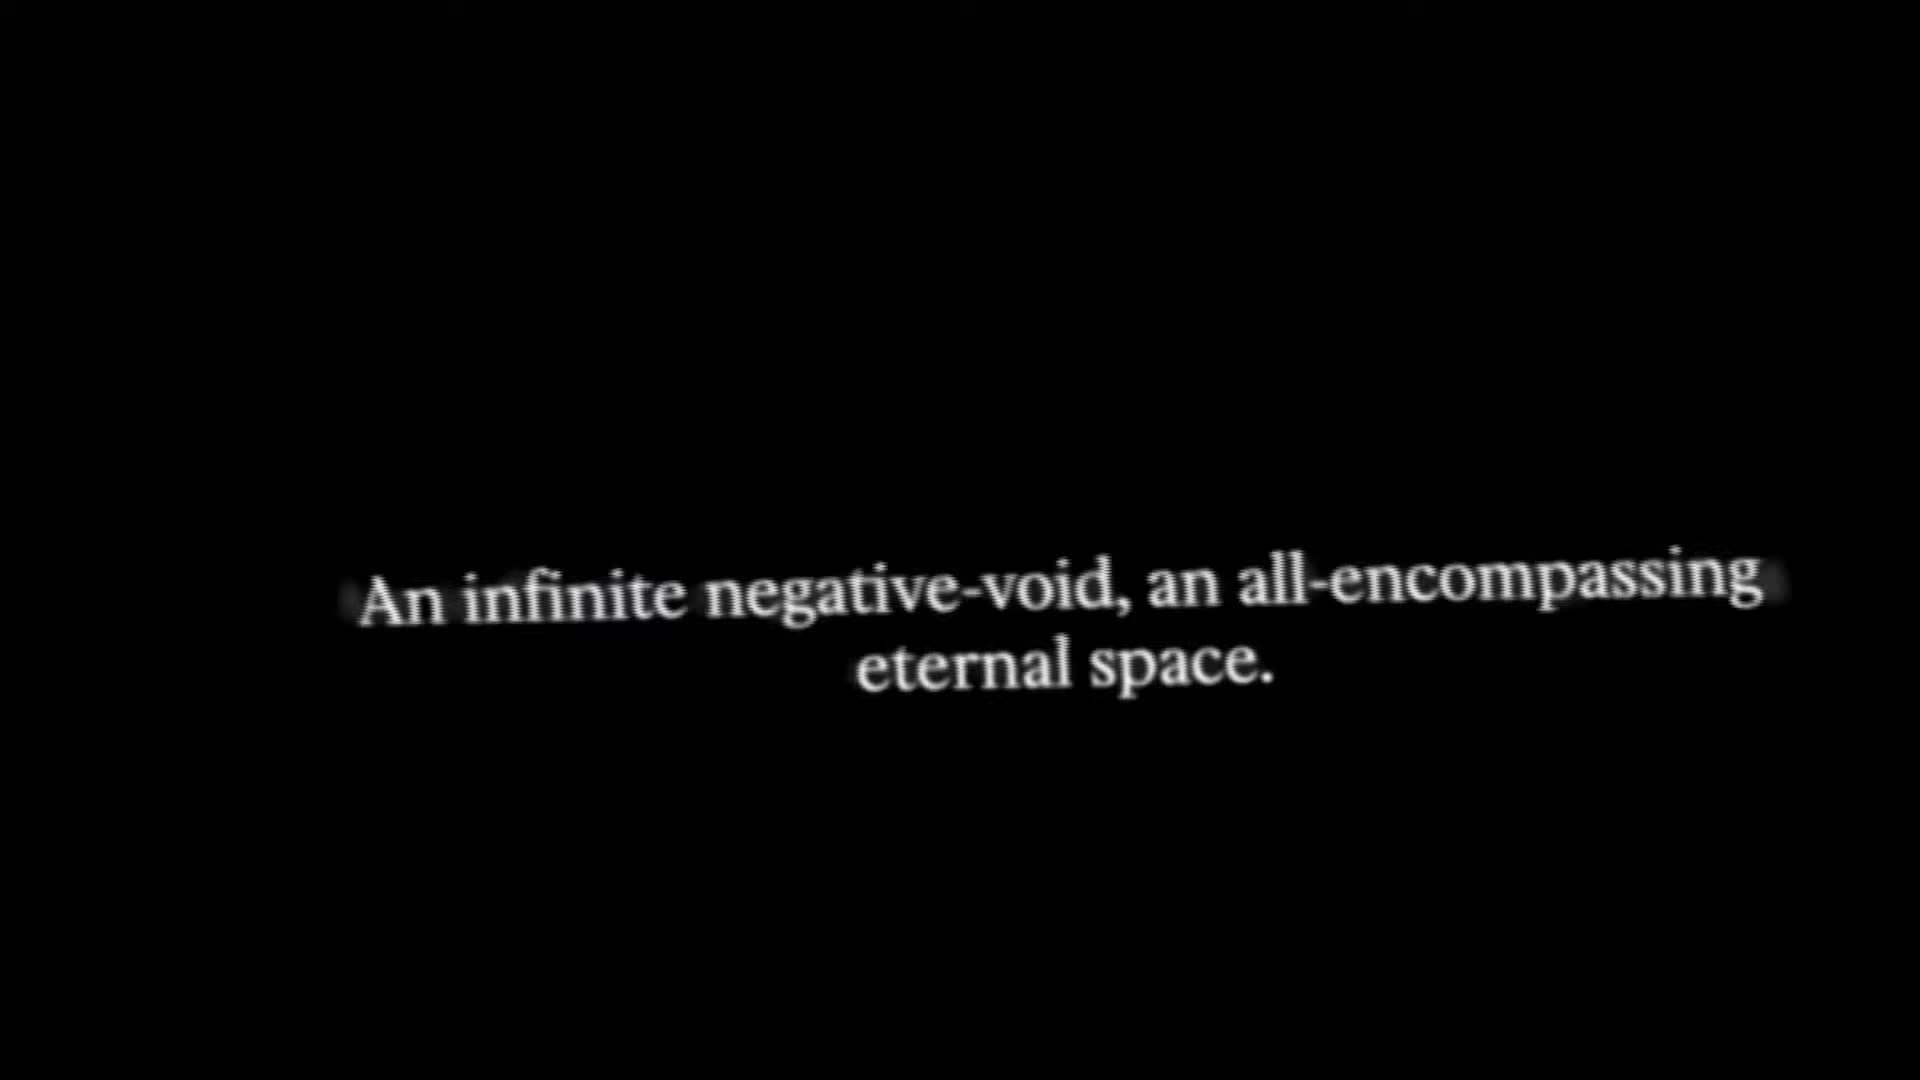 An infinite negative-void, an all-encompassing
eternal space.